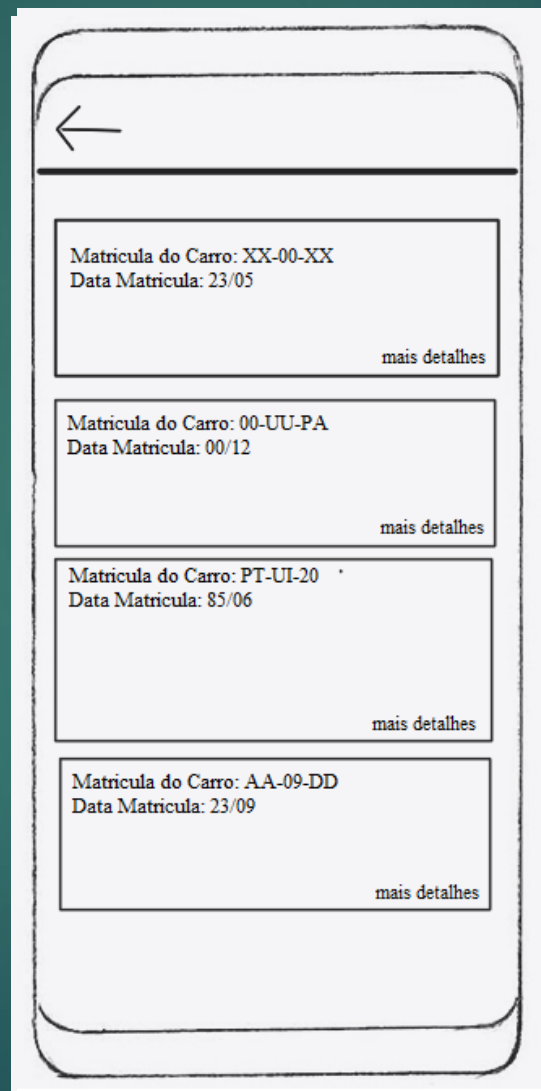 Matricula do Carro: XX-00-XX
Data Matricula: 23/05
mais detalhes
Matricula do Carro: 00-UU-PA
Data Matricula: 00/12
mais detalhes
Matricula do Carro: PT-UI-20
Data Matricula: 85/06
mais detalhes
Matricula do Carro: AA-09-DD
Data Matricula: 23/09
mais detalhes